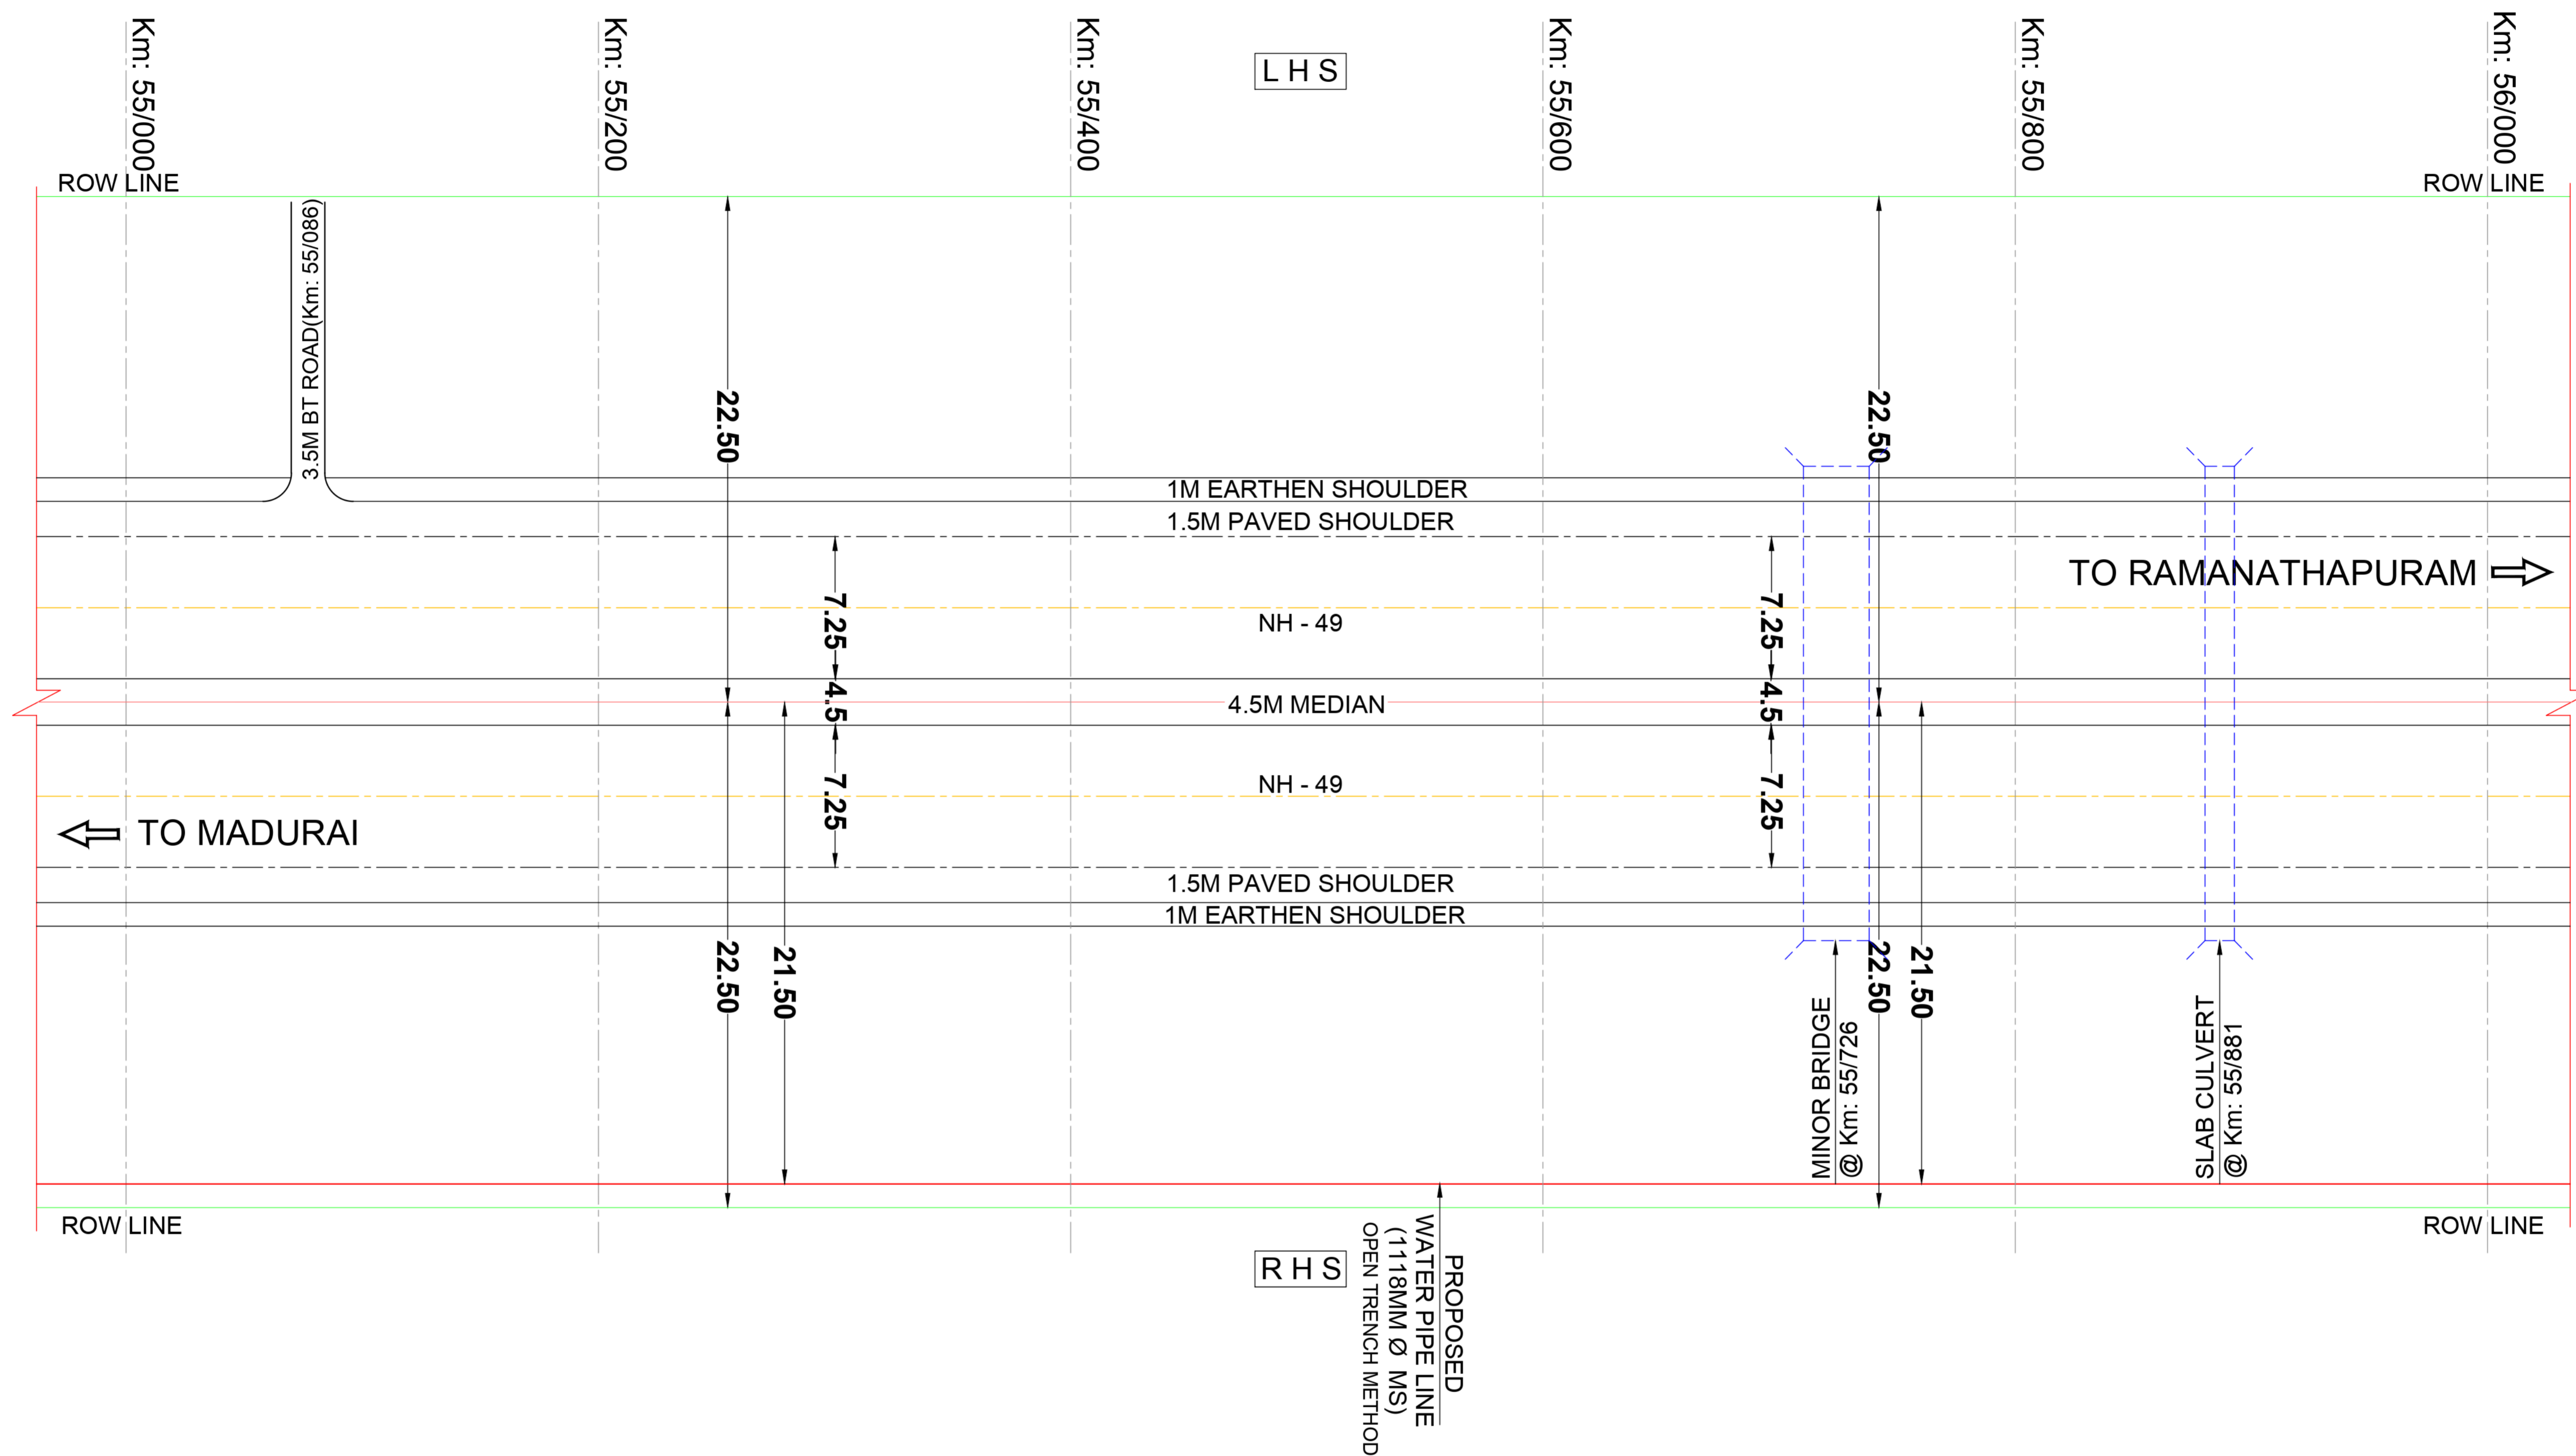 Km: 55/000
Km: 55/200
Km: 55/400
L H S
Km: 55/600
Km: 55/800
Km: 56/000
ROW LINE
ROW LINE
3.5M BT ROAD(Km: 55/086)
22.50
22.50
1M EARTHEN SHOULDER
1.5M PAVED SHOULDER
TO RAMANATHAPURAM
7.25
NH - 49
7.25
4.5
4.5M MEDIAN
4.5
7.25
NH - 49
7.25
TO MADURAI
1.5M PAVED SHOULDER
1M EARTHEN SHOULDER
22.50
21.50
22.50
21.50
MINNOR BRIDGE
@ Km: 55/726
SLAB CULVERT
@ Km: 55/881
ROW LINE
ROW LINE
R H S
PROPOSED
WATER PIPE LINE
(1118MM Ø MS)
OPEN TRENCH METHOD